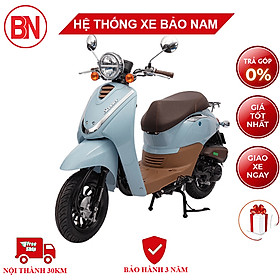 BN
HỆ THỐNG XE BẢO NAM
TRẢ GÓP
0%
GIÁ TỐT
NHẤT
GIAO XE
NGAY
Free
NỘI THÀNH 30KM
BẢO HÀNH 3 NĂM